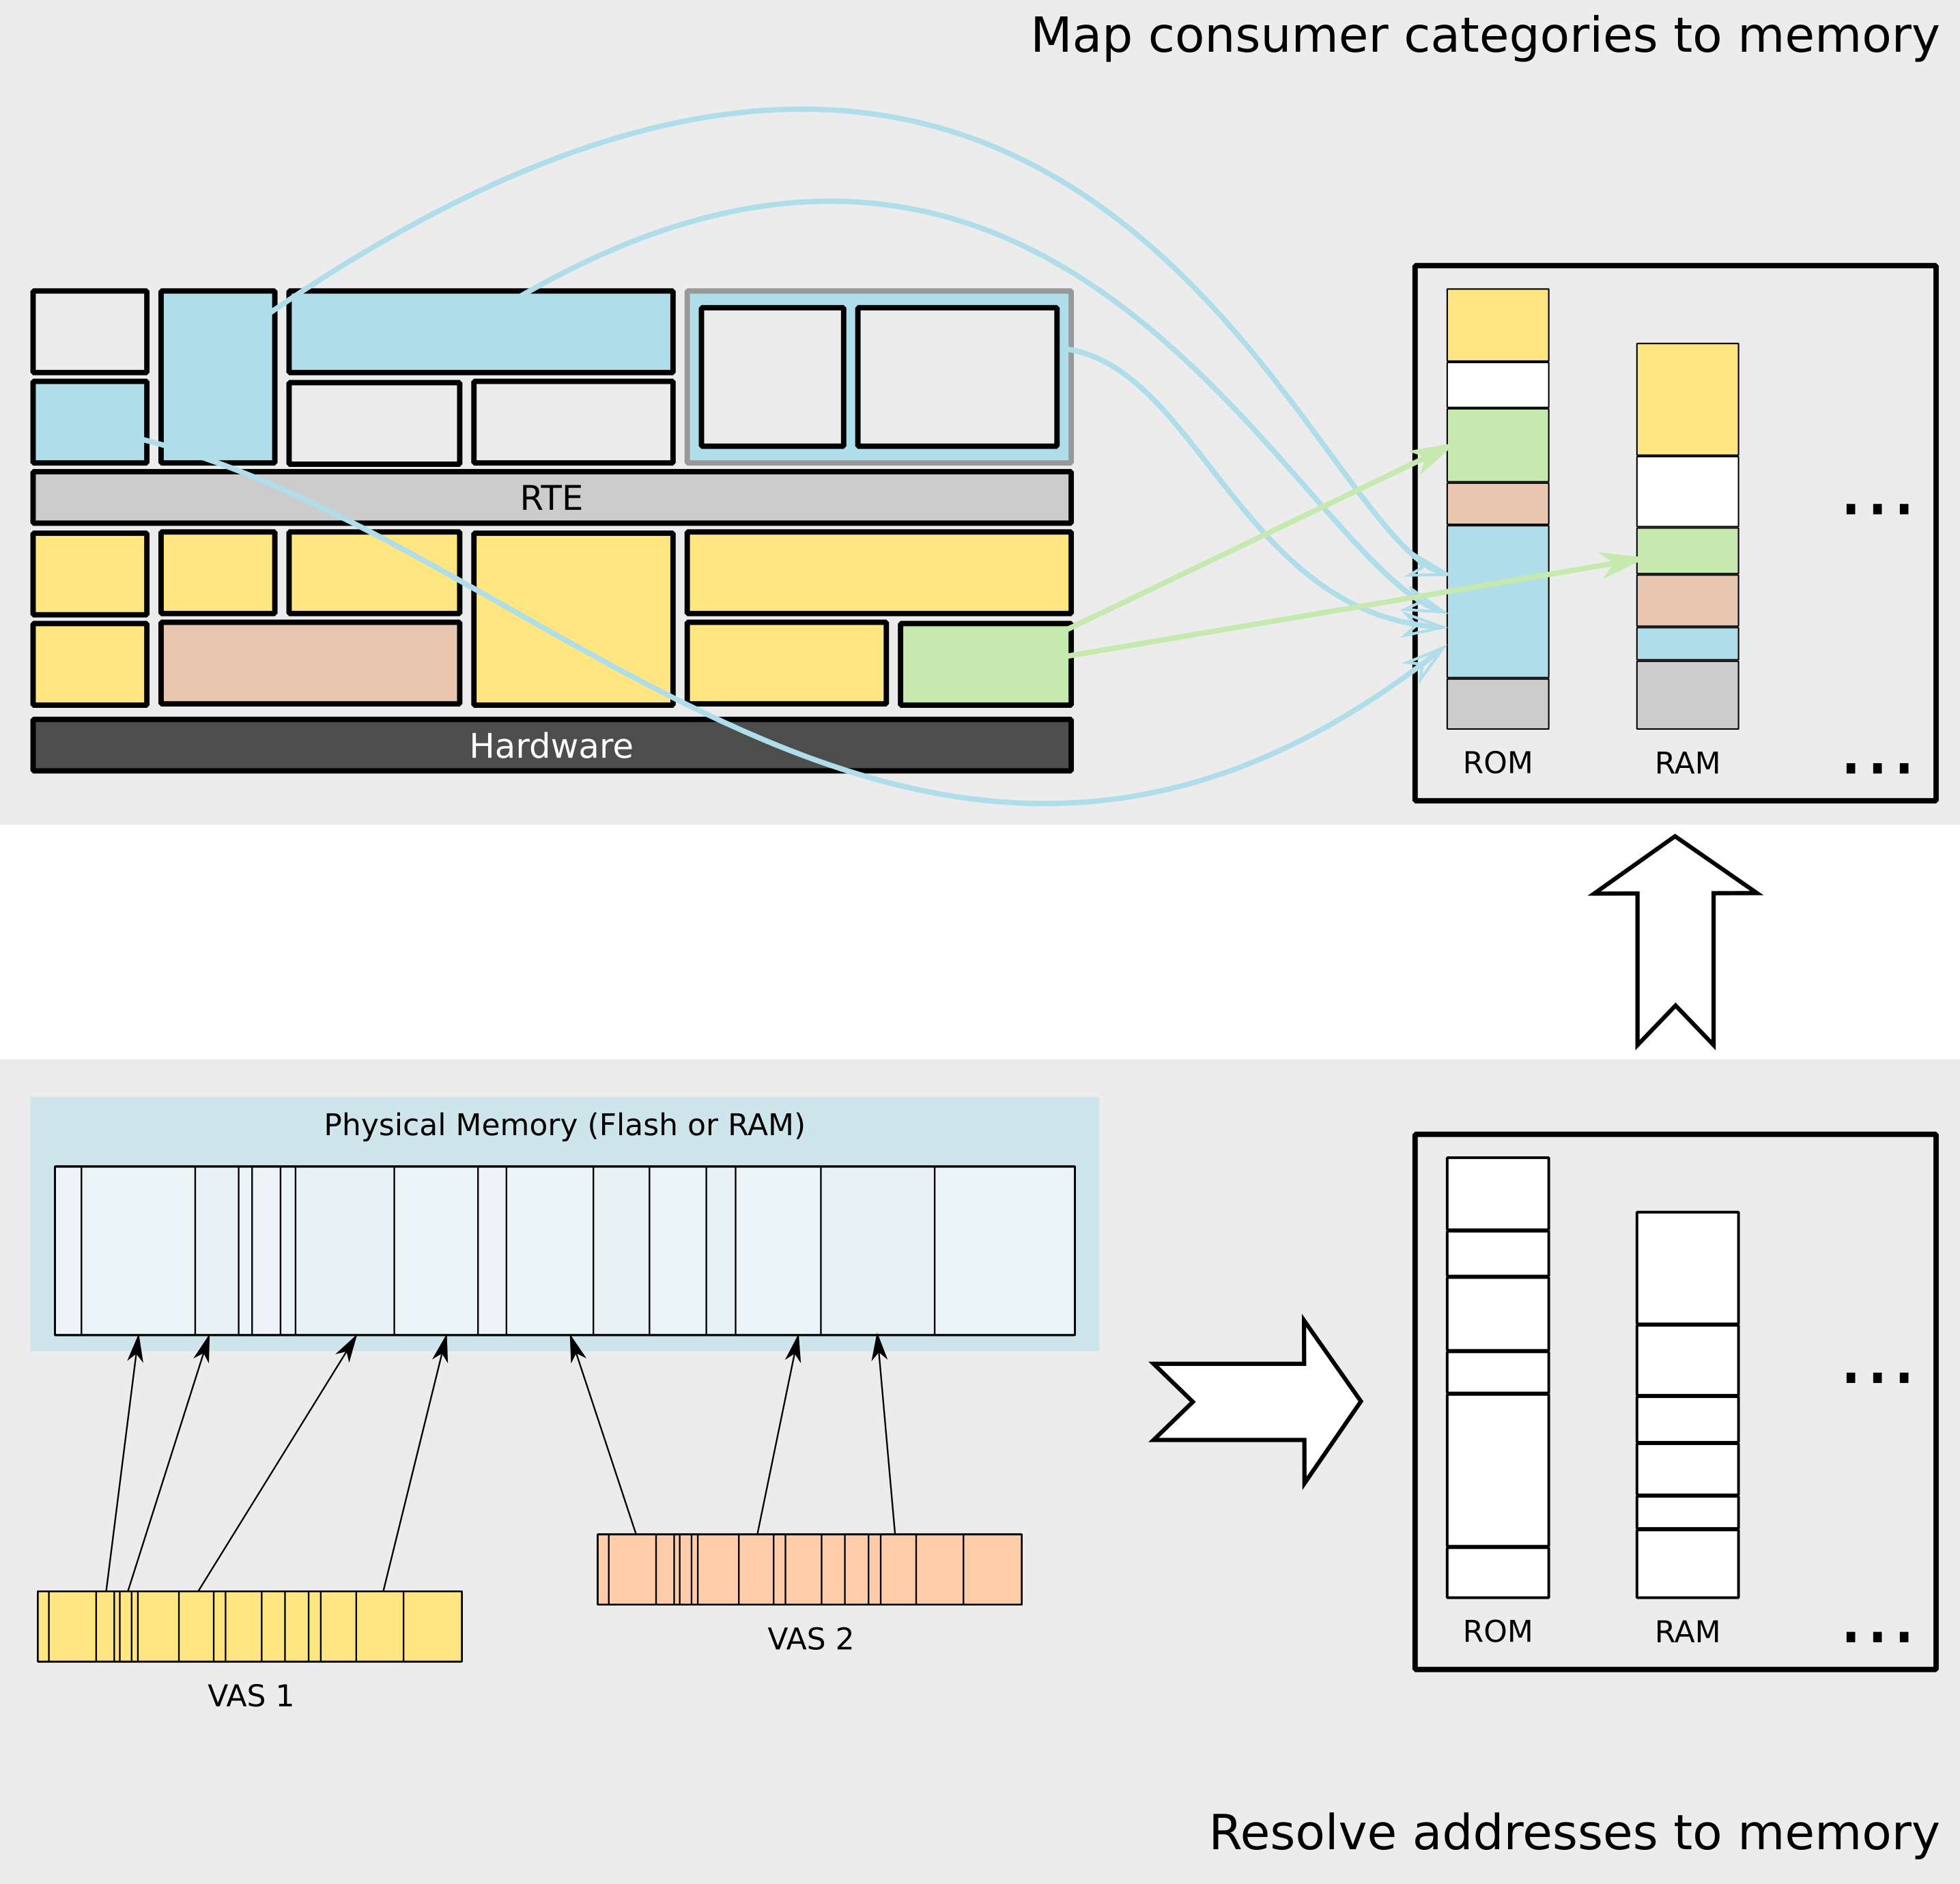 Map consumer categories to memory
RTE
Hardware
...
ROM
RAM
...
Physical Memory (Flash or RAM)
VAS 1
VAS 2
...
ROM
RAM
...
Resolve addresses to memory